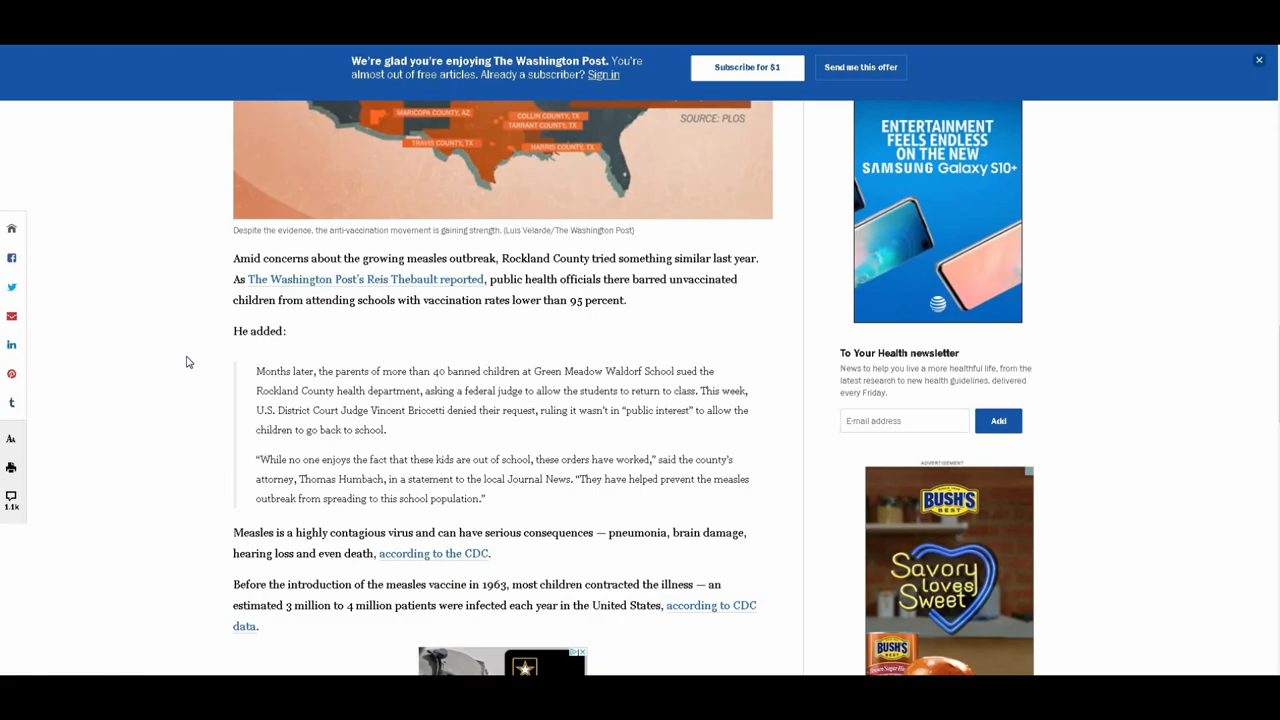 We're glad you're enjoying The Washington Post. You're
almost out of free articles. Already a subscriber? Sign in
Subscribe for $1
Send me this offer
MARICOPA COUNTY, AZ
COLLIN COUNTY, TX
TARRANT COUNTY, TX
TRAVIS COUNTY, TX
HARRIS COUNTY, TX
SOURCE: PLOS
Despite the evidence, the anti-vaccination movement is gaining strength. (Luis Velarde/The Washington Post)
Amid concerns about the growing measles outbreak, Rockland County tried something similar last year.
As The Washington Post's Reis Thebault reported, public health officials there barred unvaccinated
children from attending schools with vaccination rates lower than 95 percent.
He added:
Months later, the parents of more than 40 banned children at Green Meadow Waldorf School sued the
Rockland County health department, asking a federal judge to allow the students to return to class. This week,
U.S. District Court Judge Vincent Briccetti denied their request, ruling it wasn't in “public interest” to allow the
children to go back to school.
“While no one enjoys the fact that these kids are out of school, these orders have worked,” said the county's
attorney, Thomas Humbach, in a statement to the local Journal News. “They have helped prevent the measles
outbreak from spreading to this school population.”
Measles is a highly contagious virus and can have serious consequences — pneumonia, brain damage,
hearing loss and even death, according to the CDC.
Before the introduction of the measles vaccine in 1963, most children contracted the illness — an
estimated 3 million to 4 million patients were infected each year in the United States, according to CDC
data.
1.1k
ENTERTAINMENT
FEELS ENDLESS
ON THE NEW
SAMSUNG Galaxy S10+
AT&T
To Your Health newsletter
News to help you live a more healthful life, from the
latest research to new health guidelines, delivered
every Friday.
E-mail address
Add
ADVERTISEMENT
BUSH'S
BEST
Savory
loves
Sweet
BUSH'S
BEST